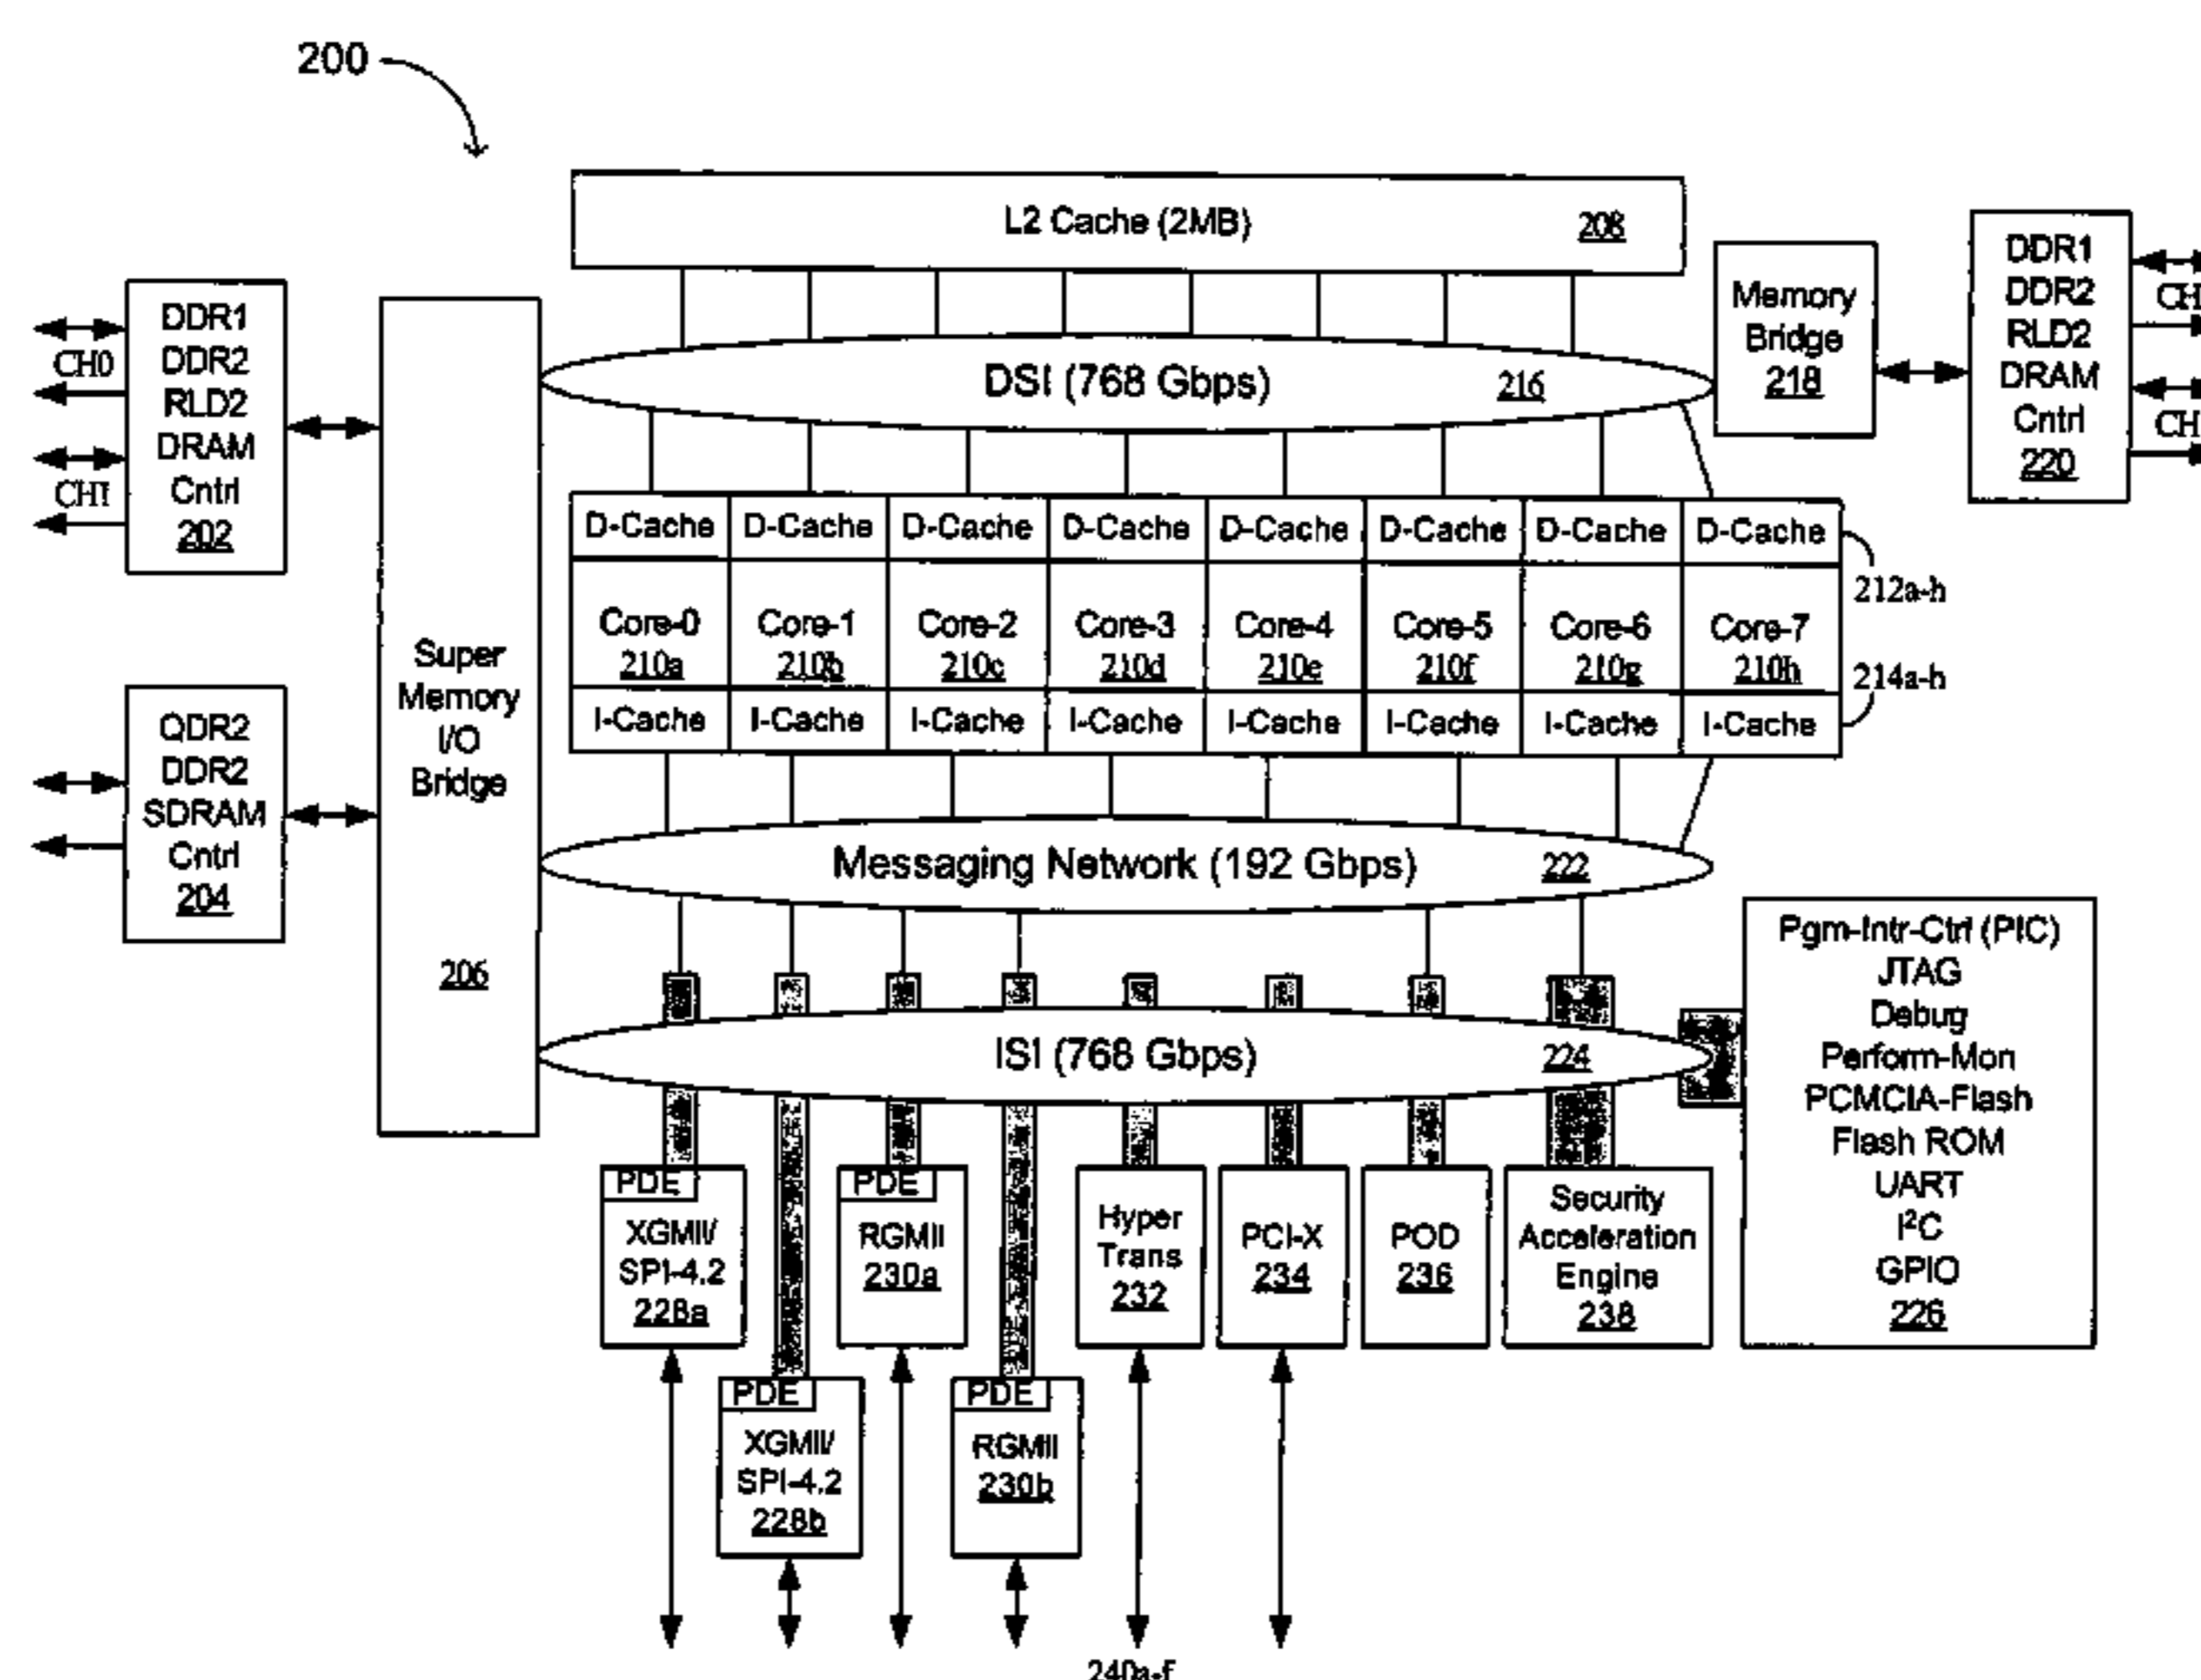 200
L2 Cache (2MB) 208
DDR1
DDR2
RLD2
DRAM
Cntrl
202
CH0
CH1
QDR2
DDR2
SDRAM
Cntrl
204
Super
Memory
I/O
Bridge
206
DSI (768 Gbps) 216
Memory
Bridge
218
DDR1
DDR2
RLD2
DRAM
Cntrl
220
CH
CH
D-Cache D-Cache D-Cache D-Cache D-Cache D-Cache D-Cache D-Cache
212a-h
Core-0 Core-1 Core-2 Core-3 Core-4 Core-5 Core-6 Core-7
210a 210b 210c 210d 210e 210f 210g 210h
214a-h
I-Cache I-Cache I-Cache I-Cache I-Cache I-Cache I-Cache I-Cache
Messaging Network (192 Gbps) 222
ISI (768 Gbps) 224
Pgm-Intr-Ctrl (PIC)
JTAG
Debug
Perform-Mon
PCMCIA-Flash
Flash ROM
UART
I²C
GPIO
226
PDE
XGMII/
SPI-4.2
228a
PDE
RGMII
230a
Hyper
Trans
232
PCI-X
234
POD
236
Security
Acceleration
Engine
238
PDE
XGMII/
SPI-4.2
228b
PDE
RGMII
230b
240a-f